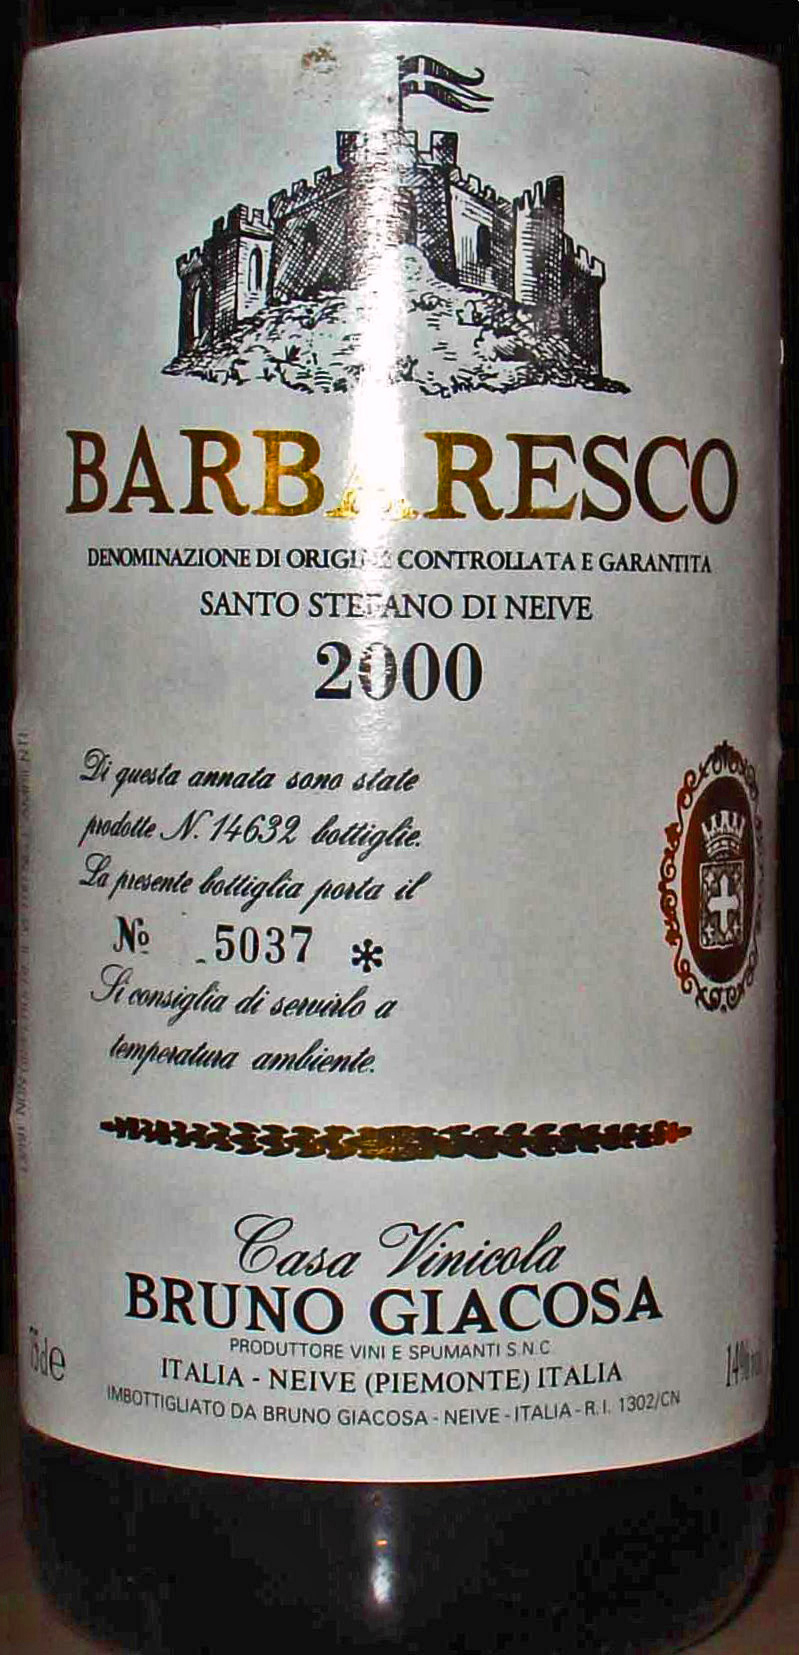 BARBARESCO
DENOMINAZIONE DI ORIGINE CONTROLLATA E GARANTITA
SANTO STEFANO DI NEIVE
2000
Di questa annata sono state
prodotte N. 14632 bottiglie.
La presente bottiglia porta il
No 5037 *
Si consiglia di servirlo a
temperatura ambiente.
Casa Vinicola
BRUNO GIACOSA
PRODUTTORE VINI E SPUMANTI S.N.C
ITALIA - NEIVE (PIEMONTE) ITALIA
IMBOTTIGLIATO DA BRUNO GIACOSA - NEIVE - ITALIA - R.I. 1302/CN
14% vol